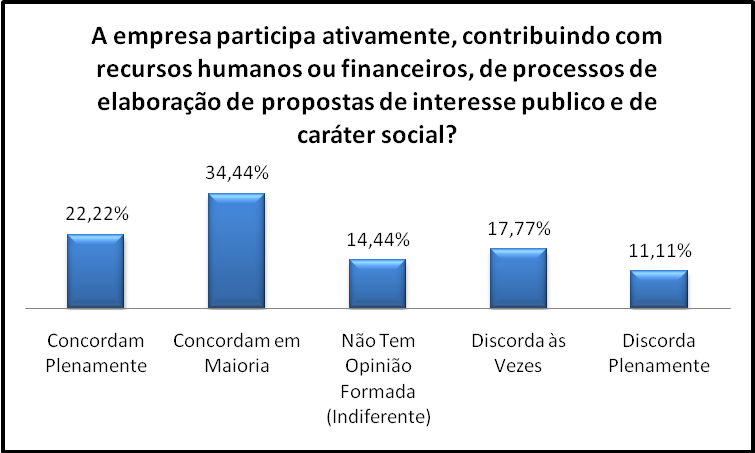 A empresa participa ativamente, contribuindo com
recursos humanos ou financeiros, de processos de
elaboração de propostas de interesse publico e de
caráter social?
22,22%
34,44%
14,44%
17,77%
11,11%
Concordam
Plenamente
Concordam em
Maioria
Não Tem
Opinião
Formada
(Indiferente)
Discorda às
Vezes
Discorda
Plenamente